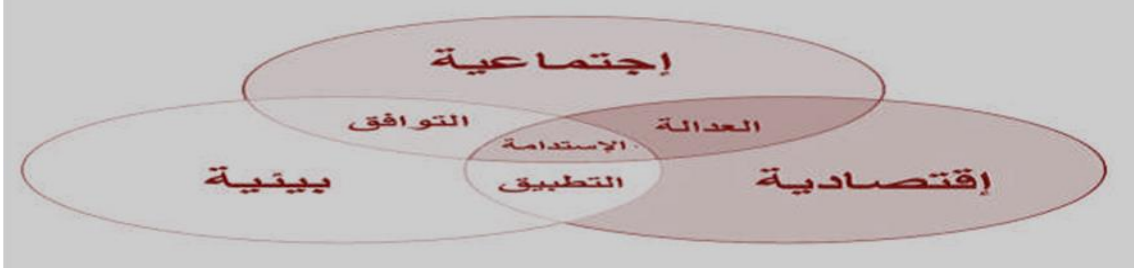 إجتماعية
العدالة
التوافق
الإستدامة
إقتصادية
التطبيق
بيئية